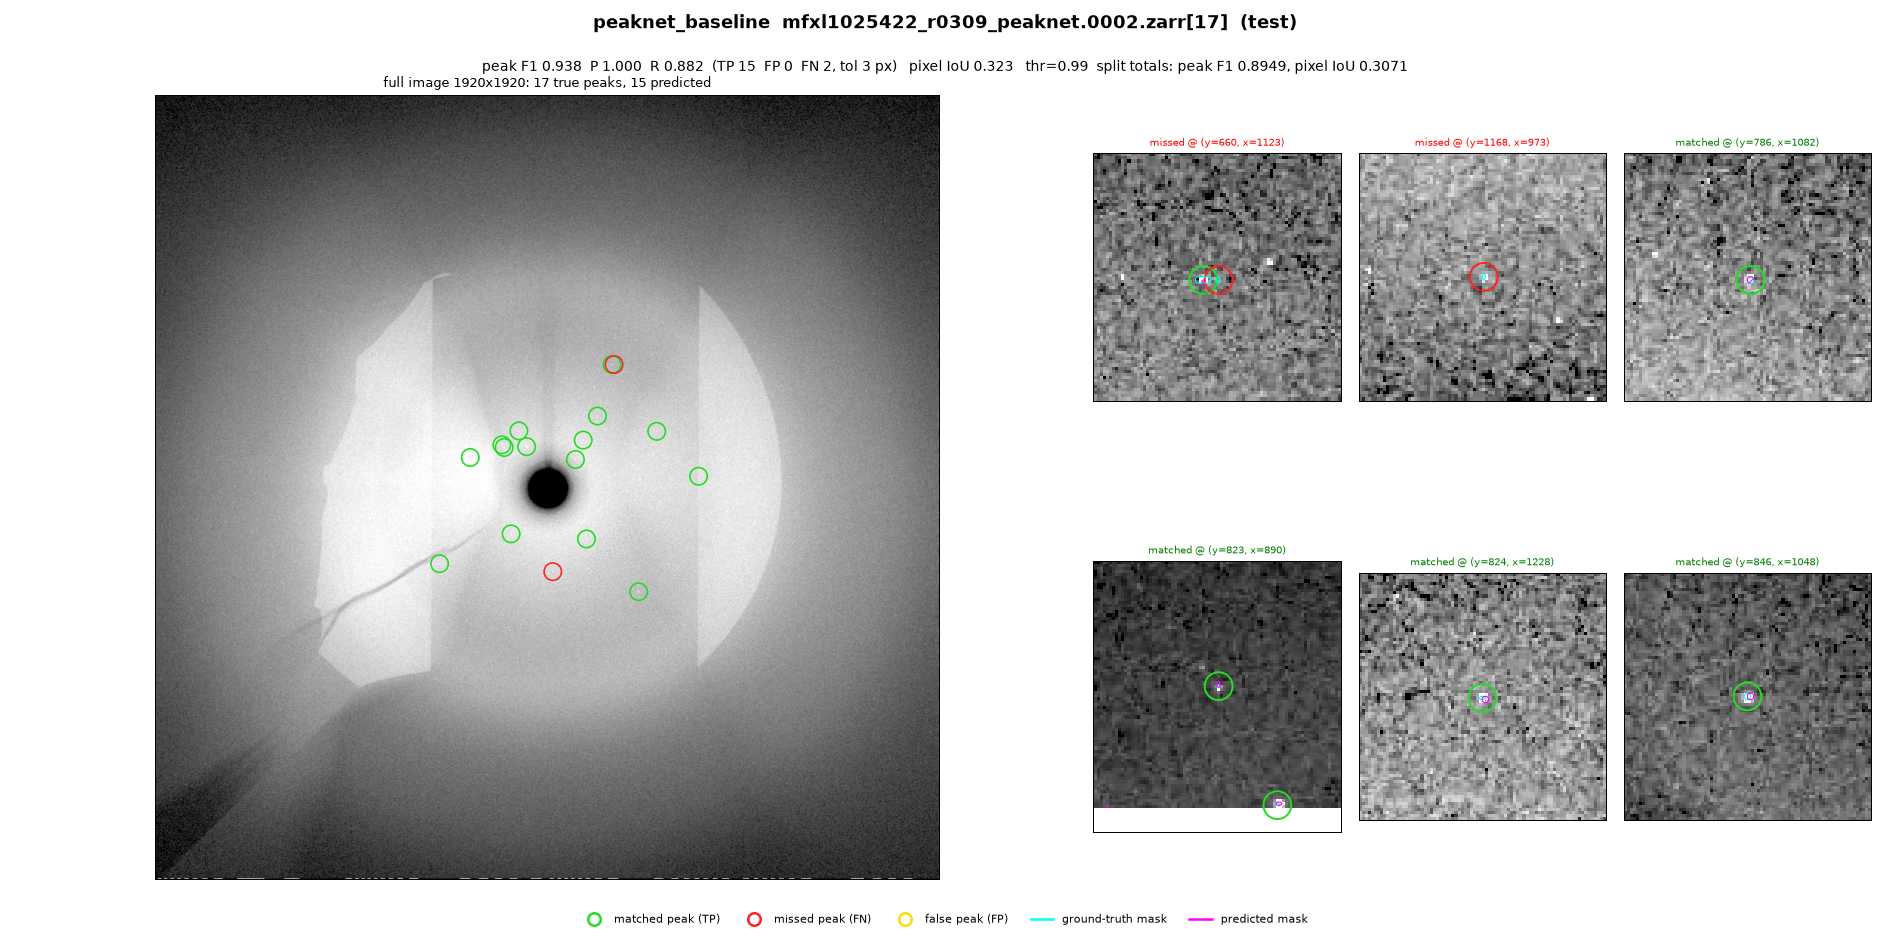 peaknet_baseline  mfxl1025422_r0309_peaknet.0002.zarr[17]  (test)
peak F1 0.938  P 1.000  R 0.882  (TP 15  FP 0  FN 2, tol 3 px)   pixel IoU 0.323   thr=0.99  split totals: peak F1 0.8949, pixel IoU 0.3071
full image 1920x1920: 17 true peaks, 15 predicted
missed @ (y=660, x=1123)
missed @ (y=1168, x=973)
matched @ (y=786, x=1082)
matched @ (y=823, x=890)
matched @ (y=824, x=1228)
matched @ (y=846, x=1048)
matched peak (TP)
missed peak (FN)
false peak (FP)
ground-truth mask
predicted mask